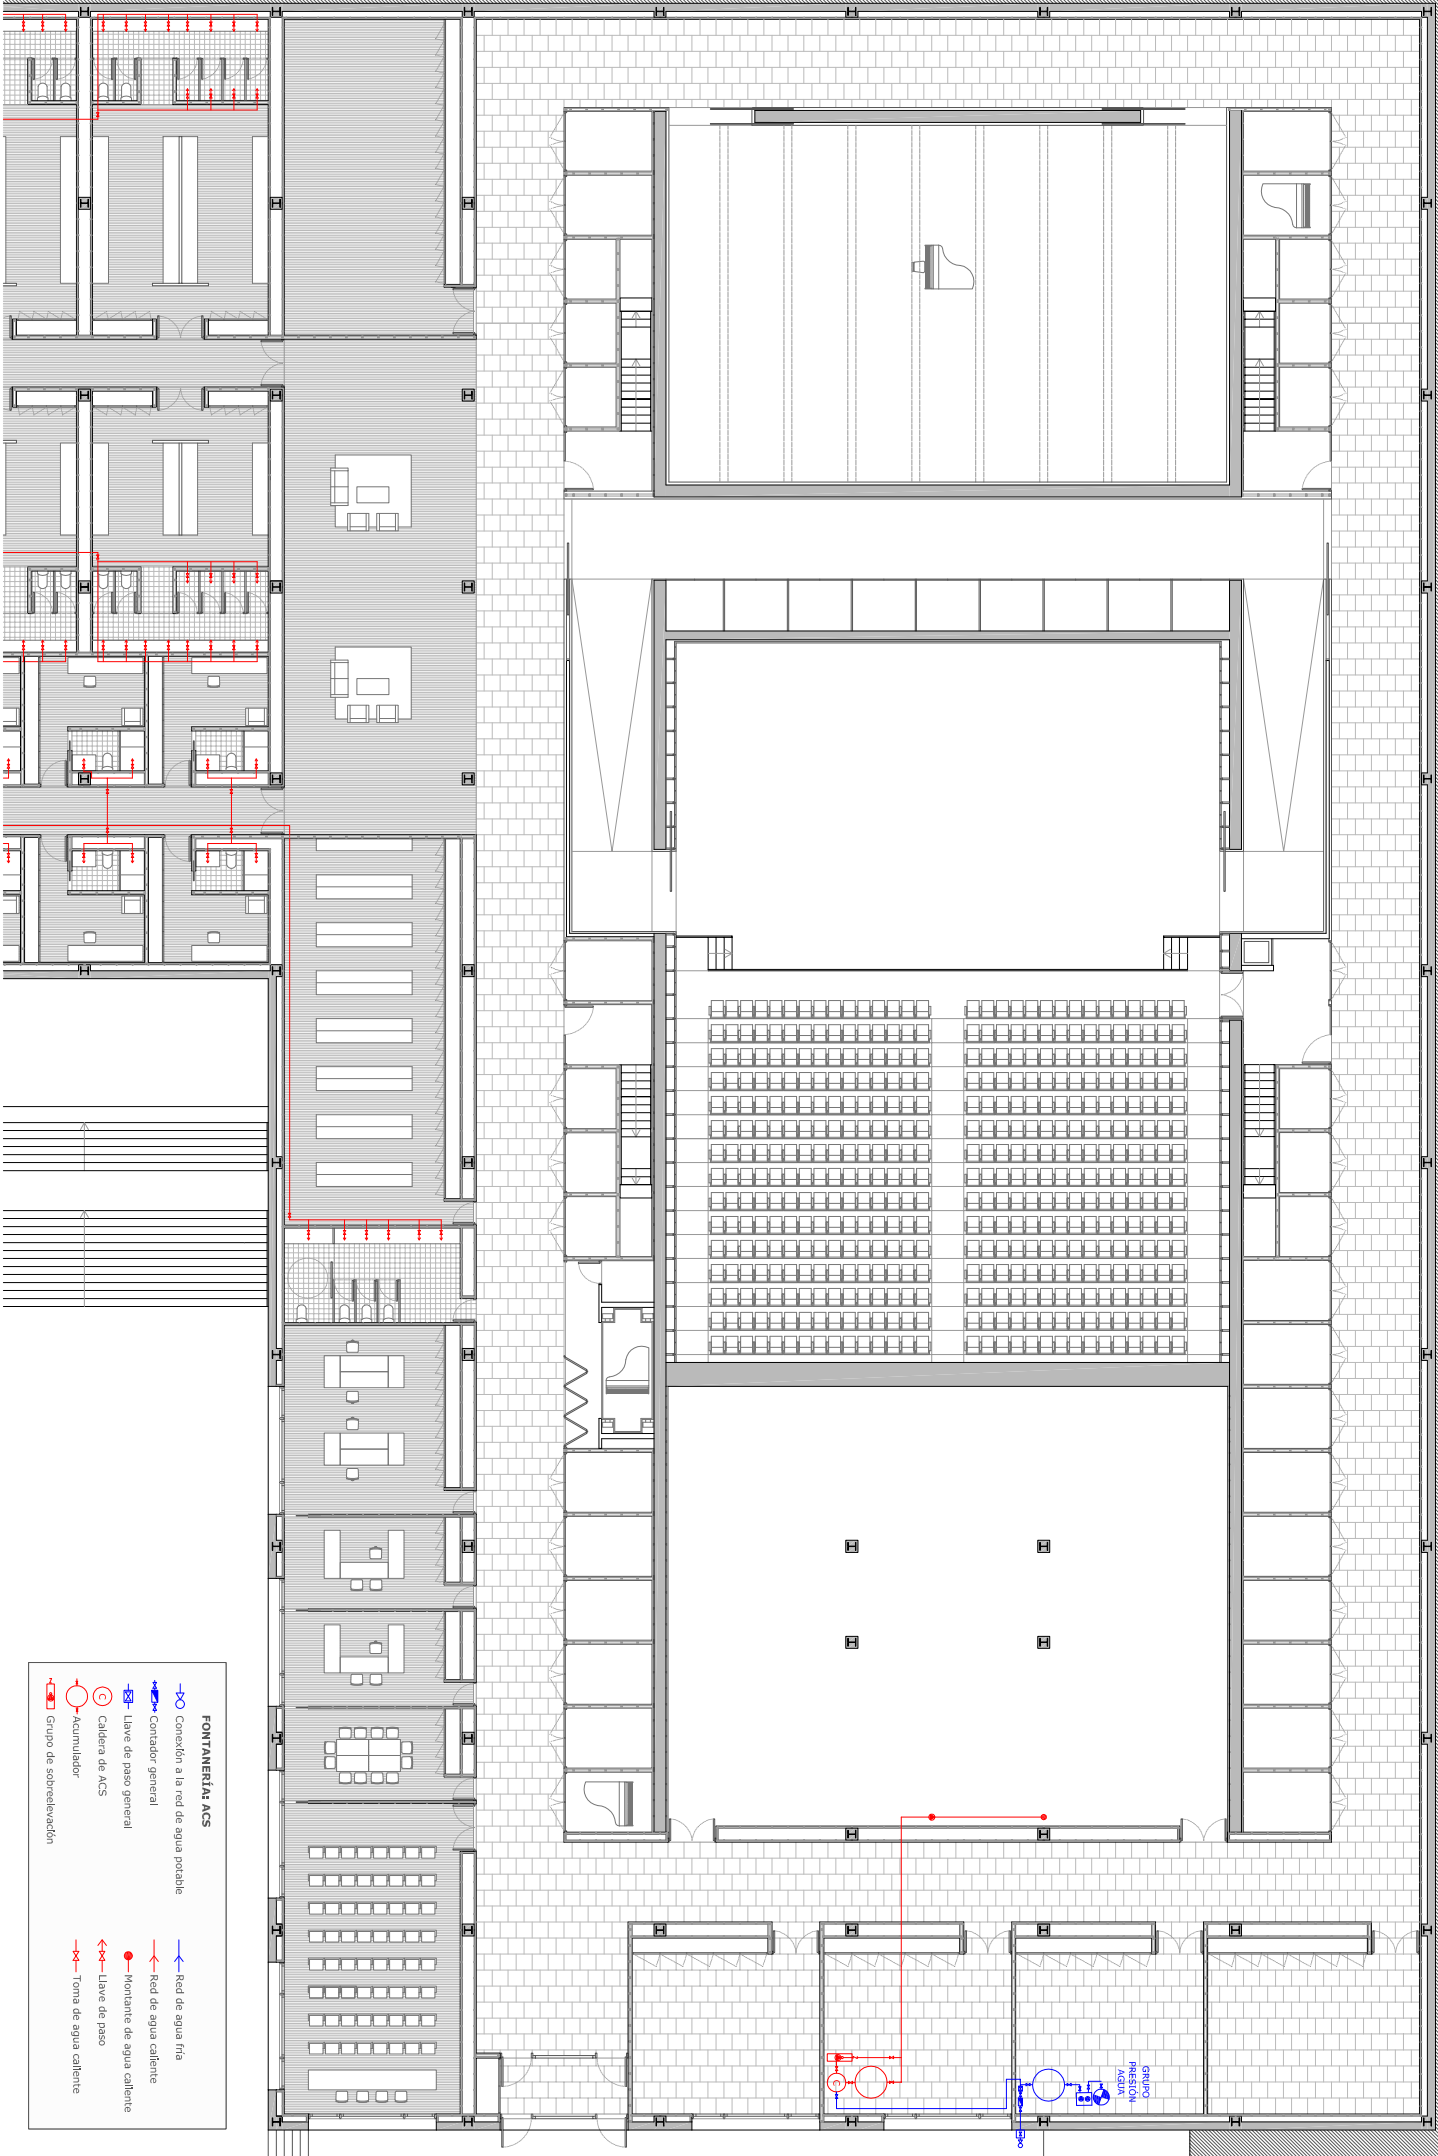 FONTANERÍA: ACS
Conexión a la red de agua potable
Contador general
Llave de paso general
C
Caldera de ACS
Acumulador
Grupo de sobreelevación
Red de agua fría
Red de agua caliente
Montante de agua caliente
Llave de paso
Toma de agua caliente
GRUPO
PRESIÓN
AGUA
C